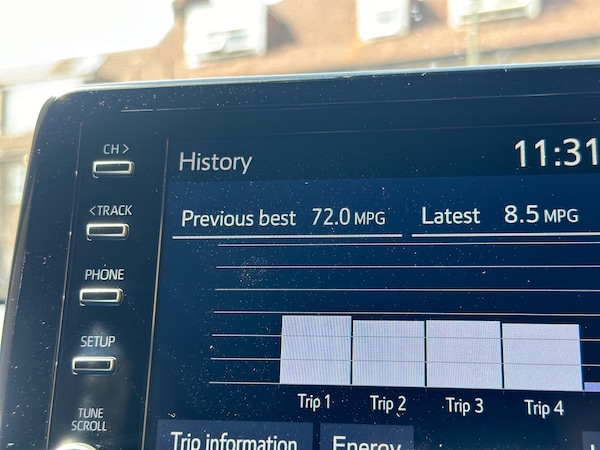 CH >
11:31
History
< TRACK
Previous best 72.0 MPG Latest 8.5 MPG
PHONE
SETUP
Trip 1 Trip 2 Trip 3 Trip 4
TUNE
SCROLL
Trip information Energy